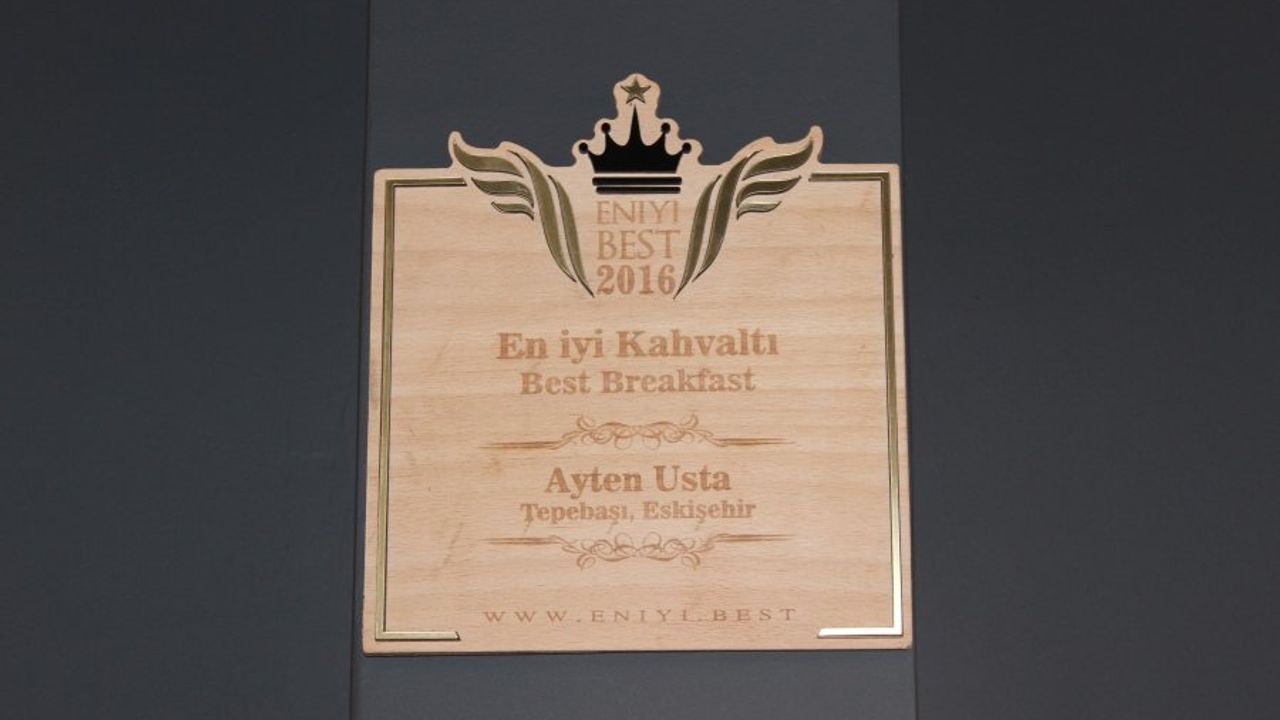 ENIYI
BEST
2016
En iyi Kahvaltı
Best Breakfast
Ayten Usta
Tepebaşı, Eskişehir
WWW.ENIYI.BEST